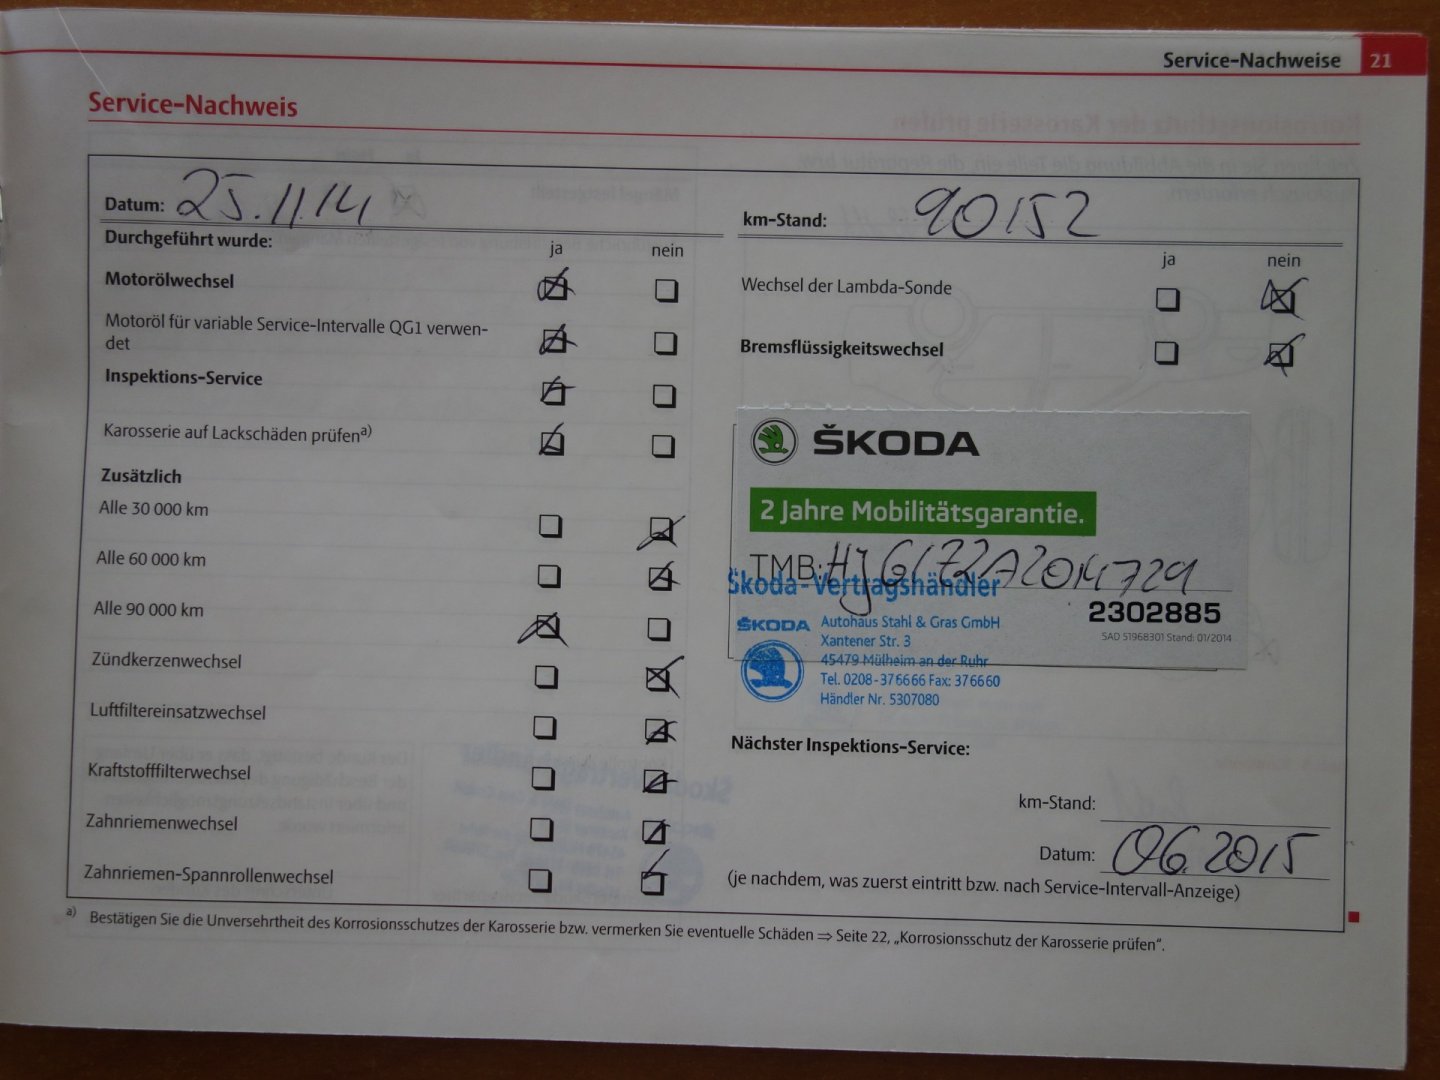 Service-Nachweise 21
Service-Nachweis
Datum: 25.11.14
km-Stand: 90152
Durchgeführt wurde:
ja nein
Motorölwechsel
Motoröl für variable Service-Intervalle QG1 verwen-
det
Inspektions-Service
Karosserie auf Lackschäden prüfen a)
Zusätzlich
Alle 30 000 km
Alle 60 000 km
Alle 90 000 km
Zündkerzenwechsel
Luftfiltereinsatzwechsel
Kraftstofffilterwechsel
Zahnriemenwechsel
Zahnriemen-Spannrollenwechsel
ja nein
Wechsel der Lambda-Sonde
Bremsflüssigkeitswechsel
ŠKODA
2 Jahre Mobilitätsgarantie.
TMB:
Škoda-Vertragshändler
2302885
SAD 51968301 Stand: 01/2014
ŠKODA
Autohaus Stahl & Gras GmbH
Xantener Str. 3
45479 Mülheim an der Ruhr
Tel. 0208-376666 Fax: 376660
Händler Nr. 5307080
Nächster Inspektions-Service:
km-Stand:
Datum: 06.2015
(je nachdem, was zuerst eintritt bzw. nach Service-Intervall-Anzeige)
a) Bestätigen Sie die Unversehrtheit des Korrosionsschutzes der Karosserie bzw. vermerken Sie eventuelle Schäden ⇒ Seite 22, „Korrosionsschutz der Karosserie prüfen“.